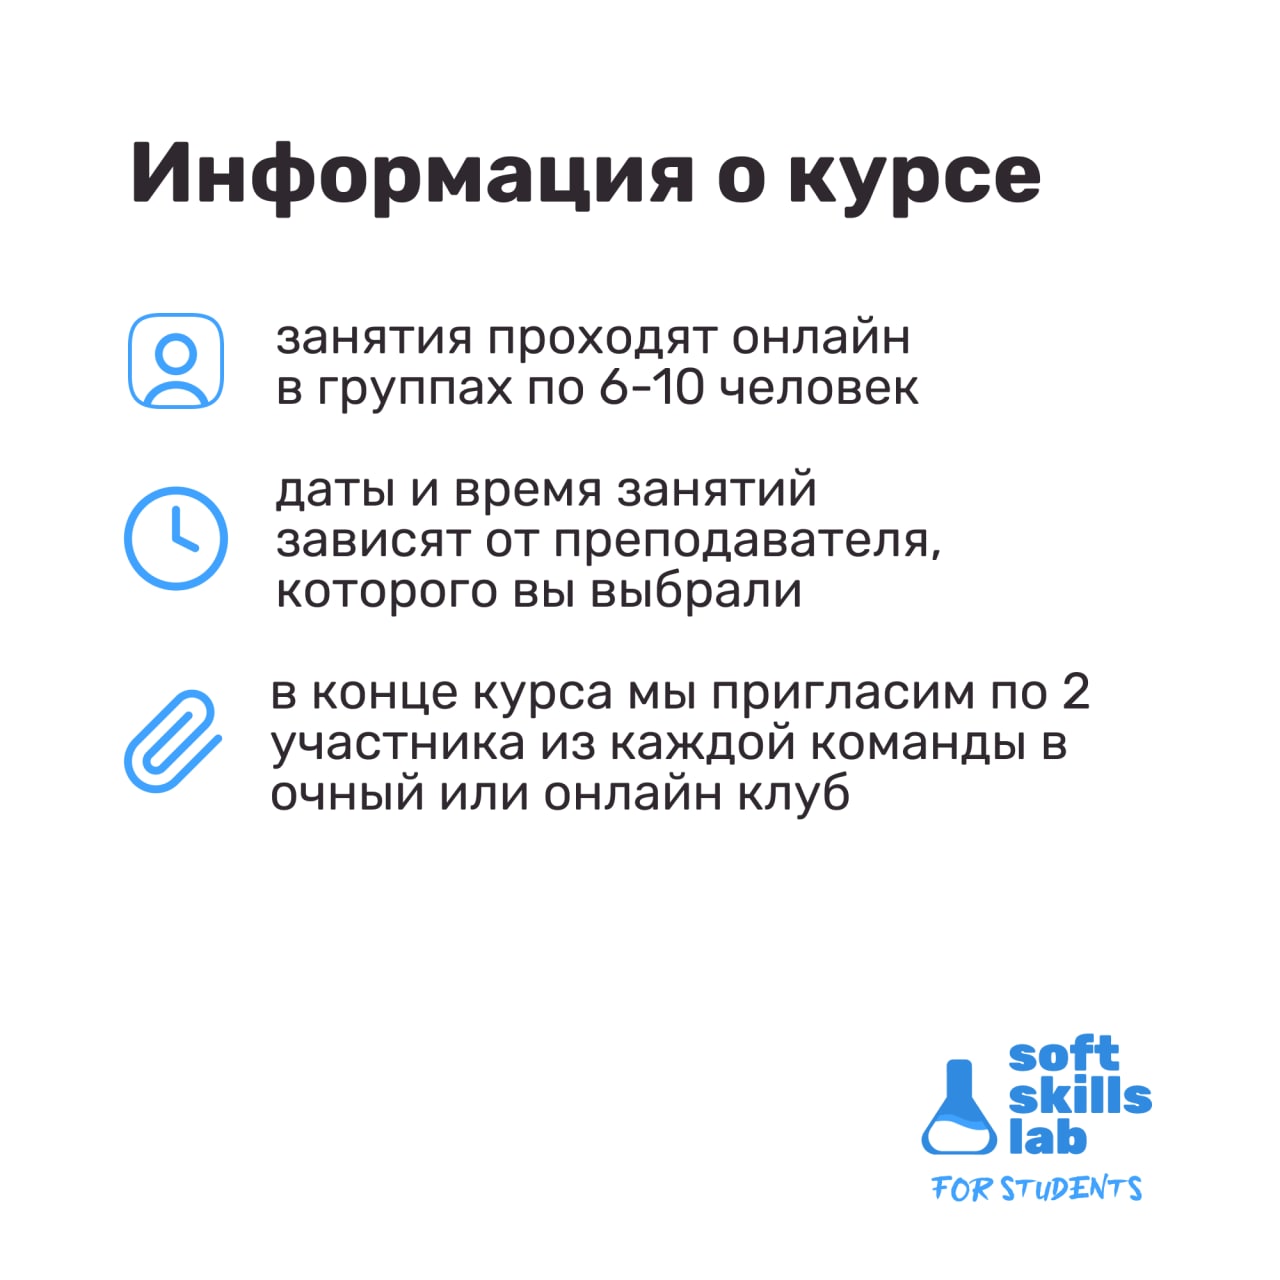 Информация о курсе
занятия проходят онлайн
в группах по 6-10 человек
даты и время занятий
зависят от преподавателя,
которого вы выбрали
в конце курса мы пригласим по 2
участника из каждой команды в
очный или онлайн клуб
soft
skills
lab
FOR STUDENTS